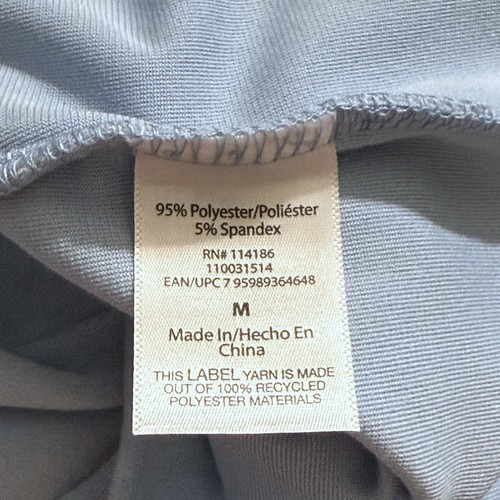 95% Polyester/Poliéster
5% Spandex
RN# 114186
110031514
EAN/UPC 7 95989364648
M
Made In/Hecho En
China
THIS LABEL YARN IS MADE
OUT OF 100% RECYCLED
POLYESTER MATERIALS